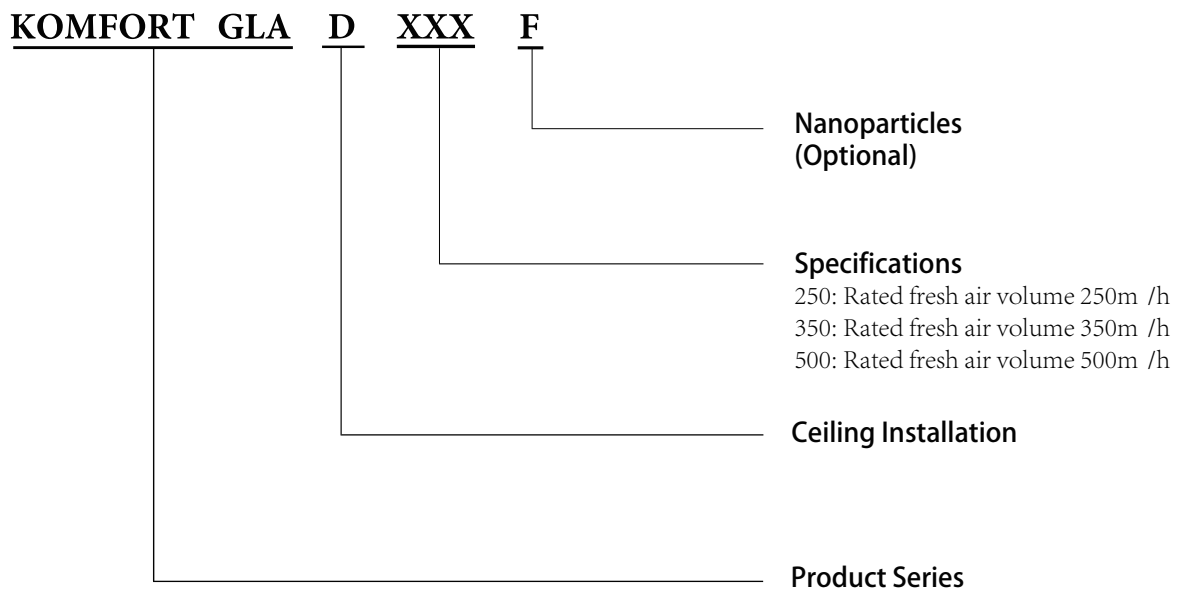 KOMFORT GLA D XXX F
Nanoparticles
(Optional)
Specifications
250: Rated fresh air volume 250m /h
350: Rated fresh air volume 350m /h
500: Rated fresh air volume 500m /h
Ceiling Installation
Product Series